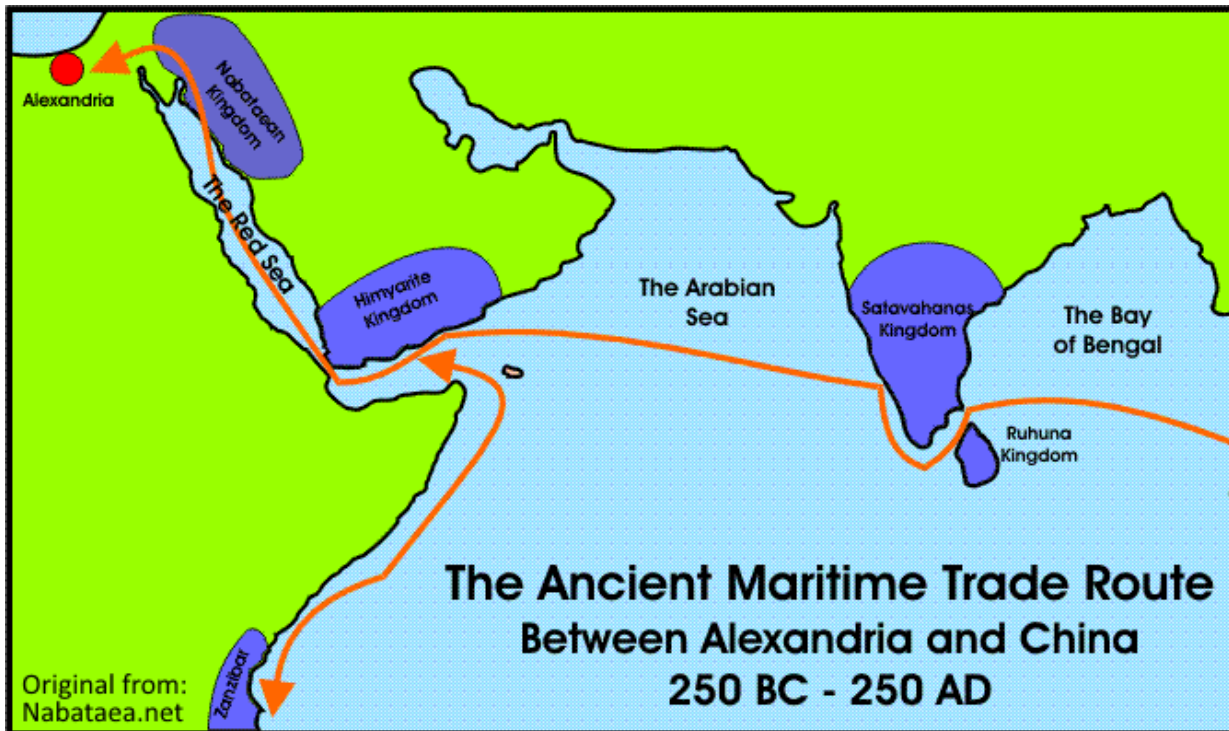 Alexandria
Nabataean
Kingdom
The Red Sea
Himyarite
Kingdom
The Arabian
Sea
Satavahanas
Kingdom
The Bay
of Bengal
Ruhuna
Kingdom
The Ancient Maritime Trade Route
Between Alexandria and China
250 BC - 250 AD
Zanzibar
Original from:
Nabataea.net